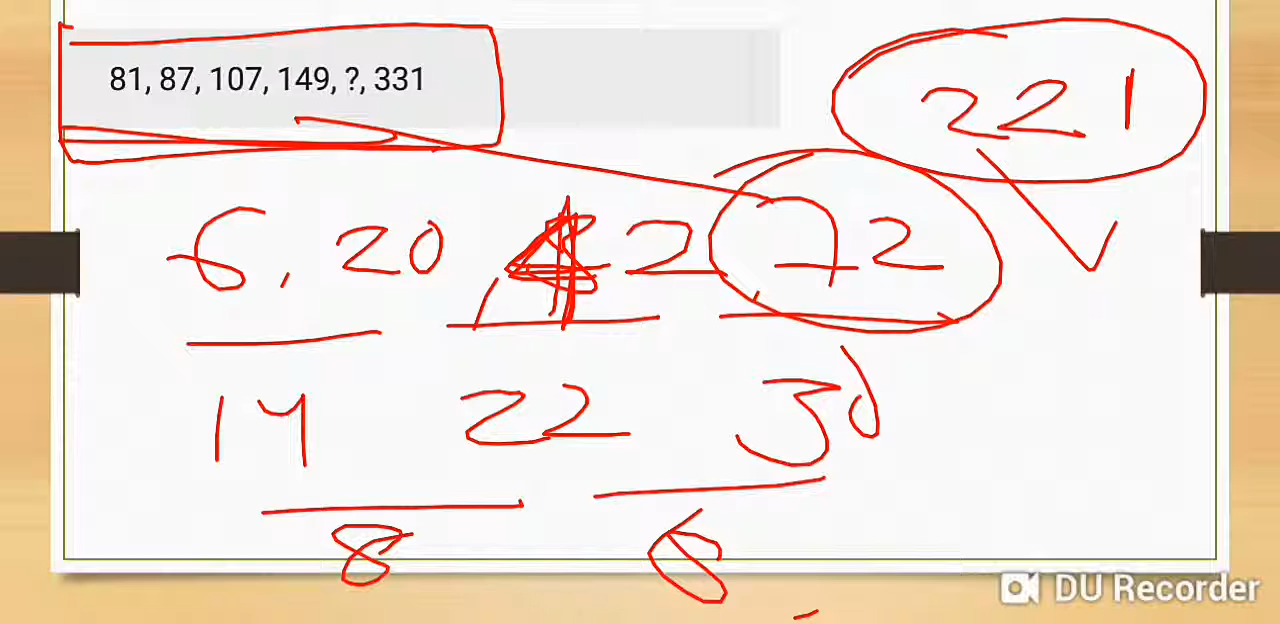 81, 87, 107, 149, ?, 331
221
6, 20, 42 72
14 22 30
8 8
DU Recorder